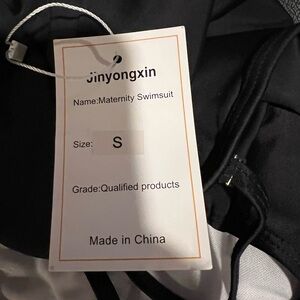 Jinyongxin
Name:Maternity Swimsuit
Size: S
Grade:Qualified products
Made in China